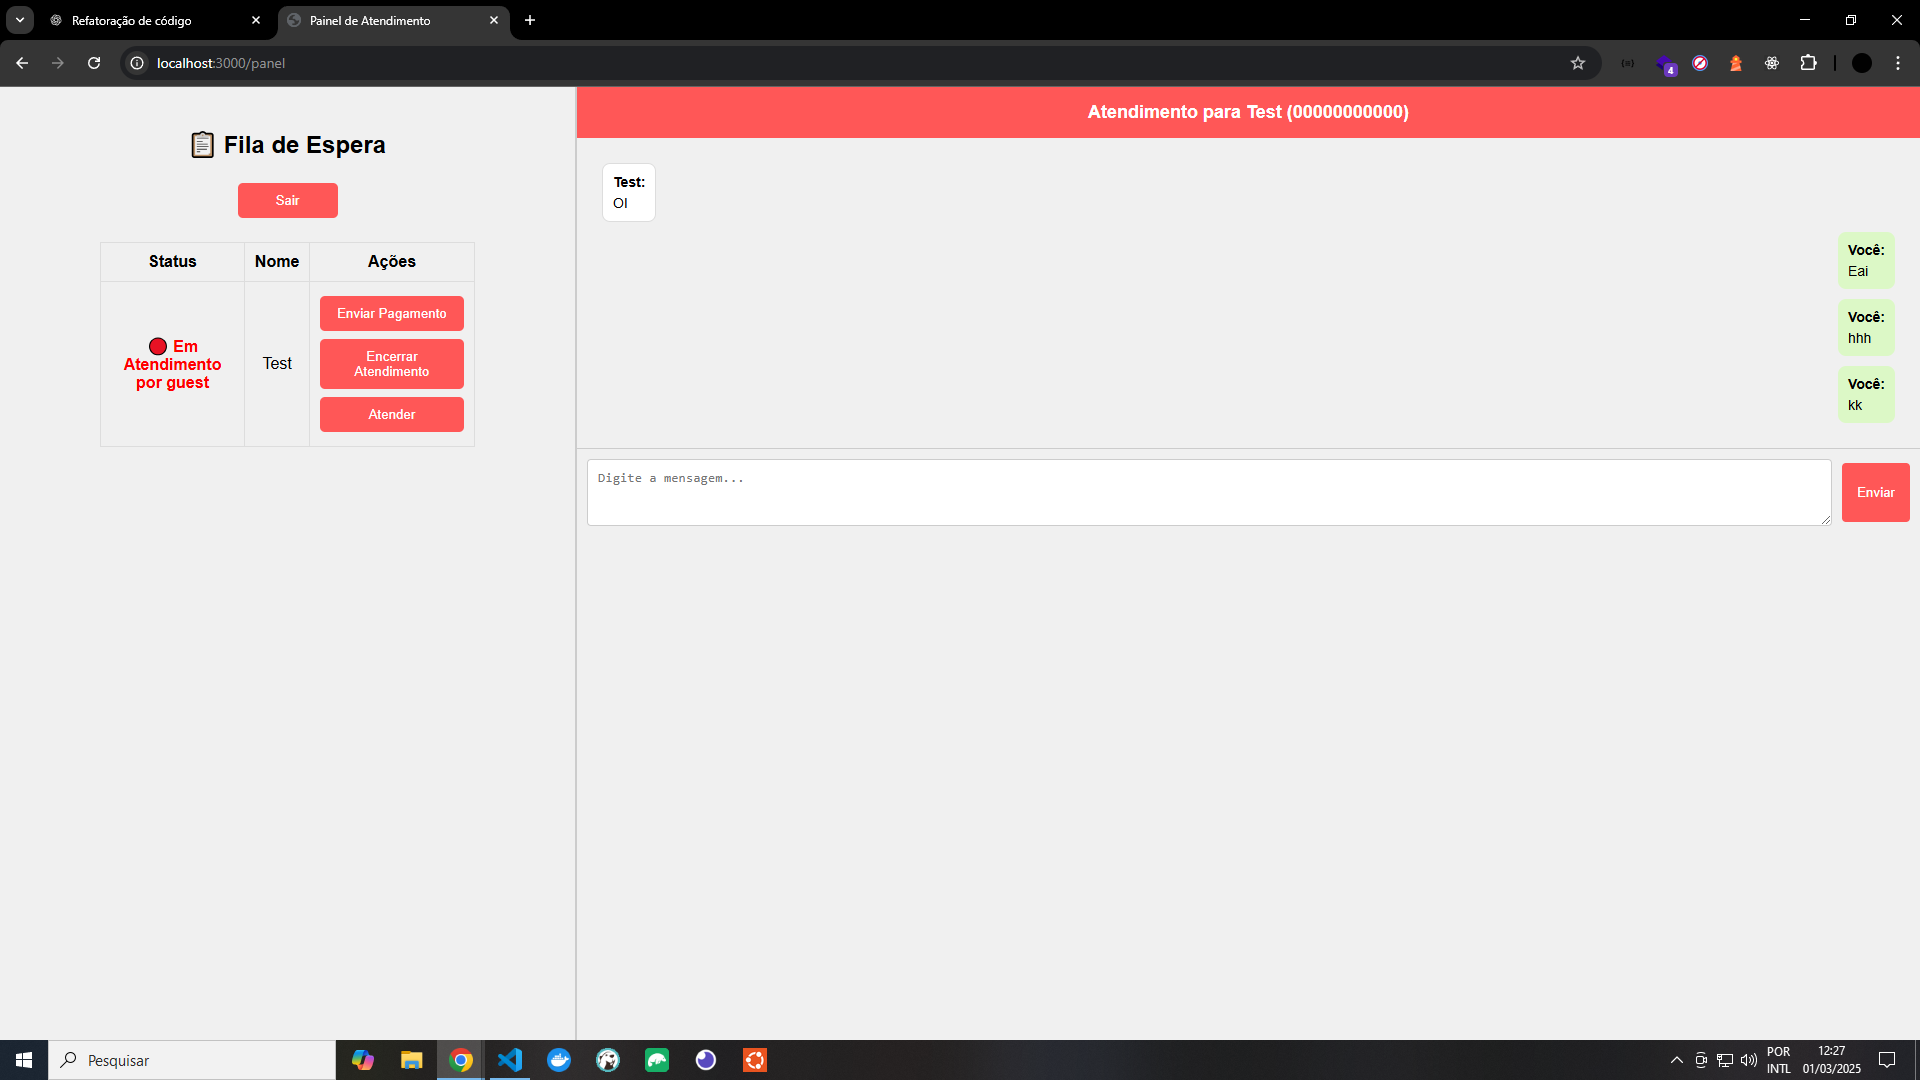 Refatoração de código
Painel de Atendimento
localhost:3000/panel
4
📋 Fila de Espera
Sair
Status
Nome
Ações
🔴 Em
Atendimento
por guest
Test
Enviar Pagamento
Encerrar
Atendimento
Atender
Atendimento para Test (00000000000)
Test:
OI
Você:
Eai
Você:
hhh
Você:
kk
Digite a mensagem...
Enviar
Pesquisar
POR
INTL
12:27
01/03/2025